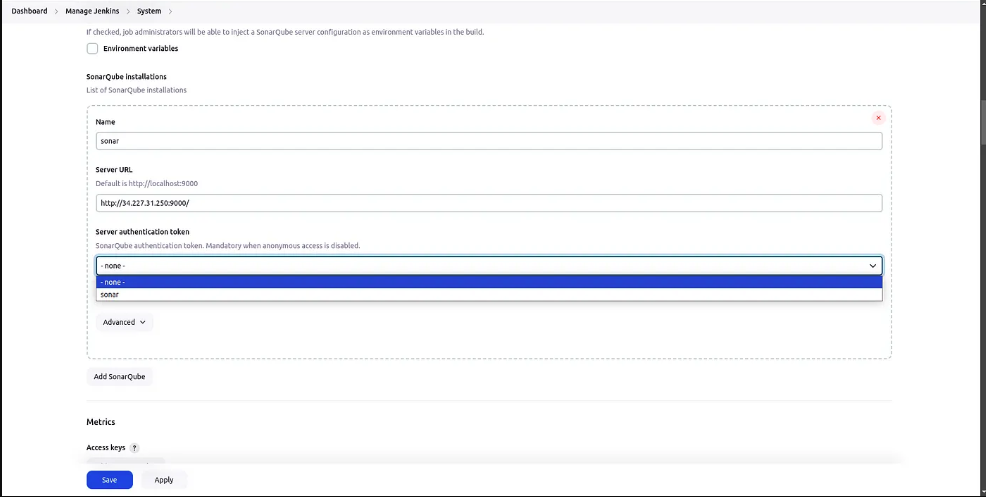 Dashboard > Manage Jenkins > System >
If checked, job administrators will be able to inject a SonarQube server configuration as environment variables in the build.
Environment variables
SonarQube installations
List of SonarQube installations
Name
sonar
Server URL
Default is http://localhost:9000
http://34.227.31.250:9000/
Server authentication token
SonarQube authentication token. Mandatory when anonymous access is disabled.
- none -
- none -
sonar
Advanced
Add SonarQube
Metrics
Access keys ?
Save Apply